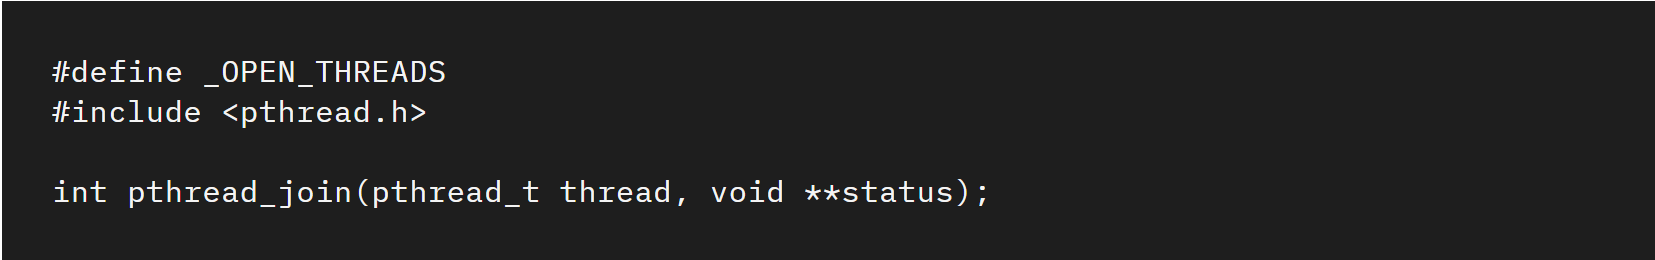 #define _OPEN_THREADS
#include <pthread.h>
int pthread_join(pthread_t thread, void **status);